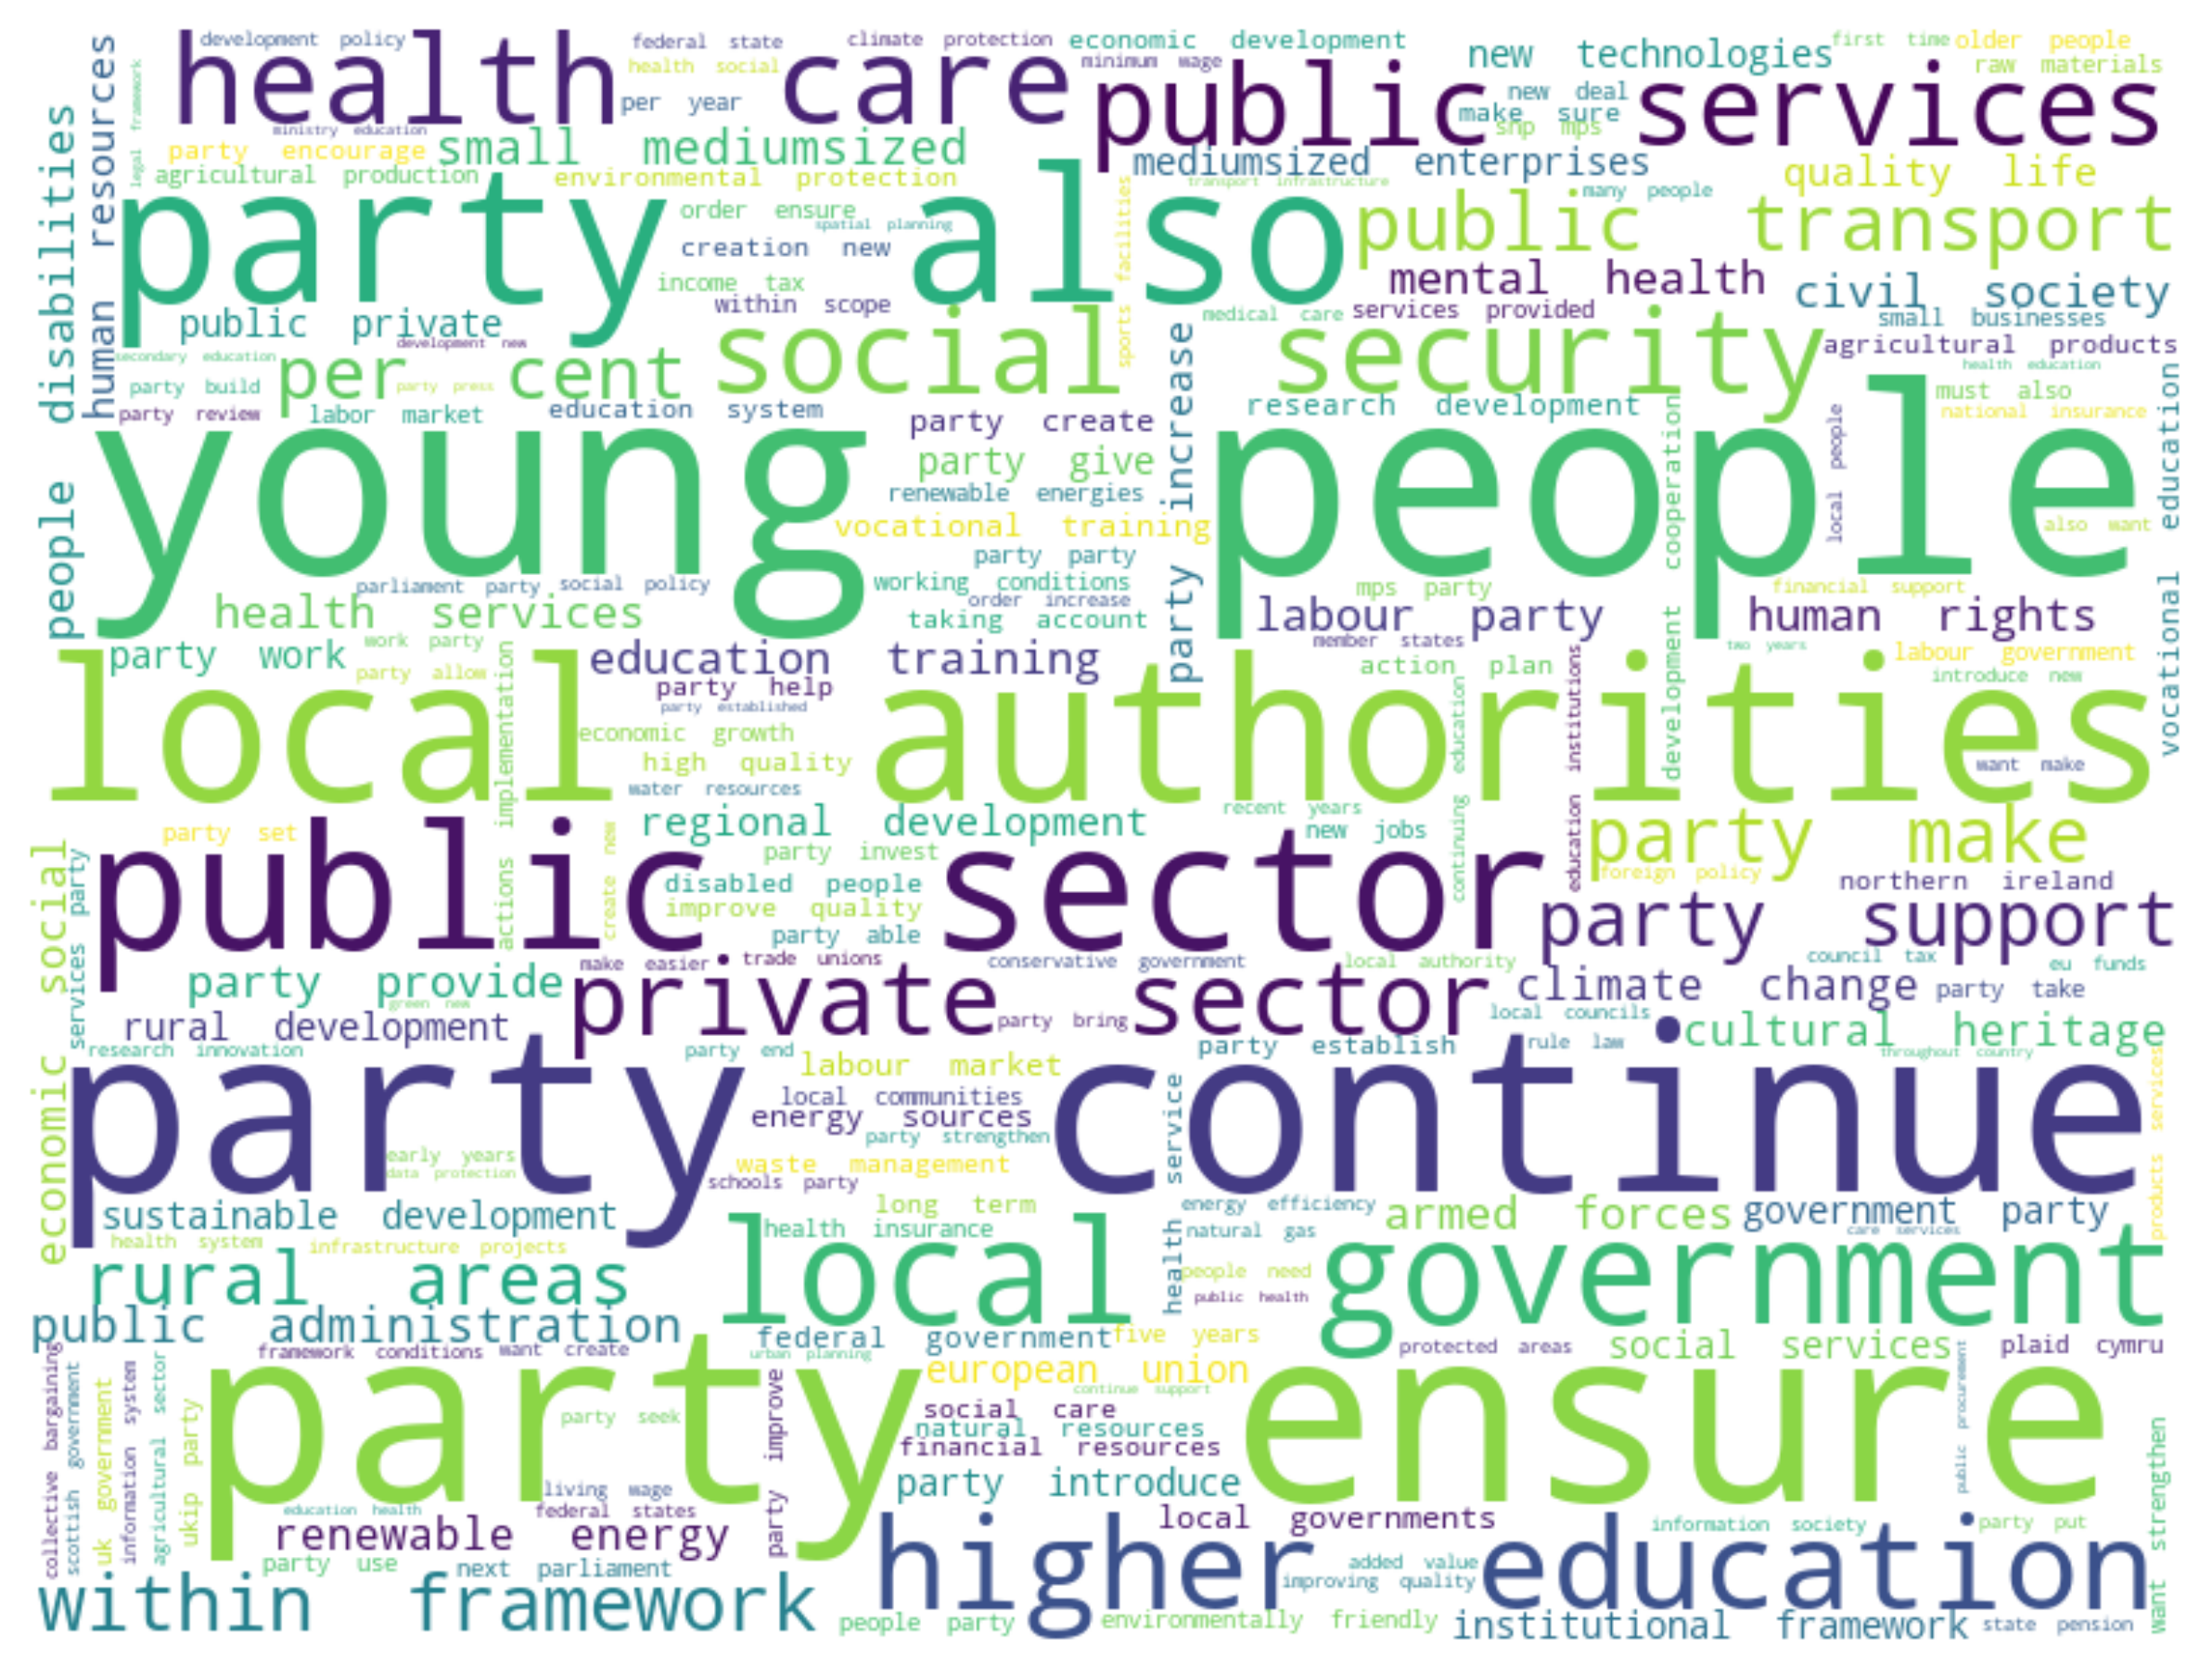 development policy
federal state
climate protection
economic development
new technologies
first time
older people
health care
health social
minimum wage
raw materials
per year
public services
new deal
make sure
snp mps
human resources
legal framework
ministry education
party encourage
small mediumsized
mediumsized enterprises
quality life
agricultural production
environmental protection
transport infrastructure
many people
people disabilities
party also
order ensure
spatial planning
public transport
creation new
sports facilities
income tax
mental health
civil society
within scope
public private
medical care
services provided
small businesses
social security
development new
agricultural products
secondary education
per cent
health education
party build
party press
must also
party review
labor market
education system
research development
national insurance
party create
party increase
young people
local people
vocational education
party give
renewable energies
development cooperation
vocational training
also want
party party
parliament party
social policy
working conditions
mps party
financial support
order increase
health services
taking account
labour party
human rights
work party
member states
two years
party work
education training
labour government
party allow
action plan
introduce new
party help
party established
local authorities
economic growth
actions implementation
continuing education
education institutions
high quality
want make
water resources
recent years
party set
regional development
new jobs
party make
public sector
party invest
create new
foreign policy
disabled people
northern ireland
improve quality
party support
economic social
services party
party able
make easier
trade unions
conservative government
local authority
council tax
eu funds
party provide
climate change
party take
green new
private sector
party bring
local councils
rural development
cultural heritage
research innovation
party end
party establish
rule law
throughout country
labour market
party continue
local communities
energy sources
party strengthen
health service
products services
early years
data protection
waste management
schools party
sustainable development
long term
energy efficiency
armed forces
government party
health insurance
natural gas
care services
health system
infrastructure projects
local government
rural areas
people need
public health
public administration
federal government
five years
framework conditions
want create
urban planning
protected areas
social services
plaid cymru
european union
continue support
party ensure
collective bargaining
scottish government
uk government
information system
agricultural sector
ukip party
party improve
party seek
social care
natural resources
financial resources
public procurement
want strengthen
party introduce
living wage
education health
federal states
local governments
renewable energy
information society
party put
higher education
party use
next parliament
added value
improving quality
within framework
people party
environmentally friendly
institutional framework
state pension